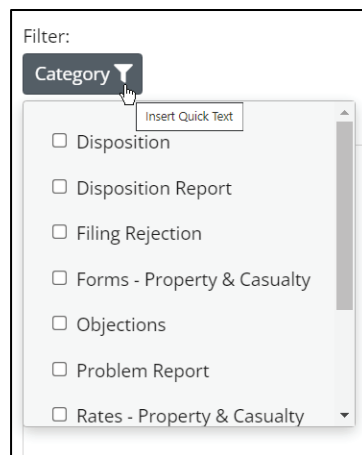 Filter:
Category
Insert Quick Text
Disposition
Disposition Report
Filing Rejection
Forms - Property & Casualty
Objections
Problem Report
Rates - Property & Casualty